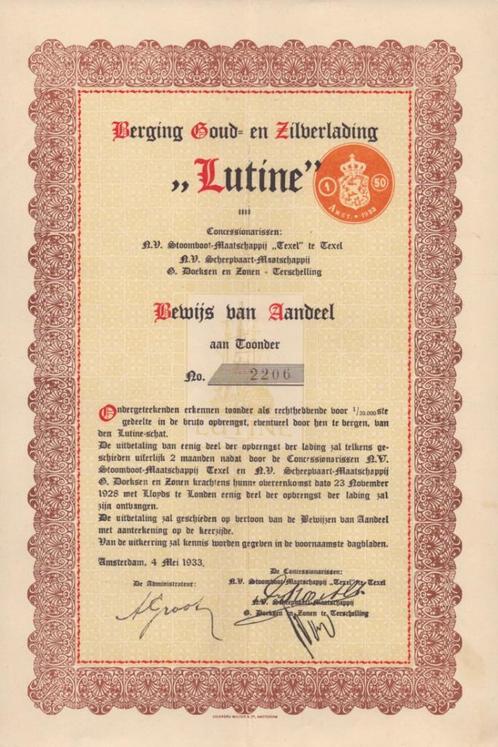 Berging Goud- en Zilverlading
„Lutine”
Concessionarissen:
N.V. Stoomboot-Maatschappij „Texel” te Texel
N.V. Scheepvaart-Maatschappij
G. Doeksen en Zonen - Terschelling
1 50
ARCT. • 1933
Bewijs van Aandeel
aan Toonder
No. 2206
Ondergeteekenden erkennen toonder als rechthebbende voor 1/20.000ste
gedeelte in de bruto opbrengst, eventueel door hen te bergen, van
den Lutine-schat.
De uitbetaling van eenig deel der opbrengst der lading zal telkens ge-
schieden uiterlijk 2 maanden nadat door de Concessionarissen N.V.
Stoomboot-Maatschappij Texel en N.V. Scheepvaart-Maatschappij
G. Doeksen en Zonen krachtens hunne overeenkomst dato 23 November
1928 met Lloyds te Londen eenig deel der opbrengst der lading zal
zijn ontvangen.
De uitbetaling zal geschieden op vertoon van de Bewijzen van Aandeel
met aanteekening op de keerzijde.
Van de uitkeering zal kennis worden gegeven in de voornaamste dagbladen.
Amsterdam, 4 Mei 1933,
De Concessionarissen:
De Administrateur: N.V. Stoomboot-Maatschappij „Texel” te Texel
N.V. Scheepvaart-Maatschappij
G. Doeksen en Zonen te Terschelling